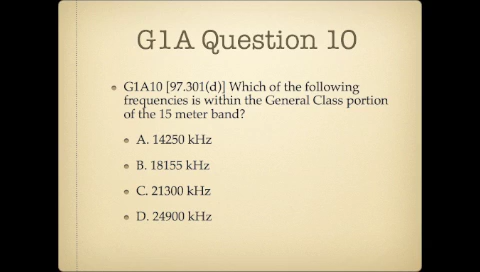 G1A Question 10
G1A10 [97.301(d)] Which of the following
frequencies is within the General Class portion
of the 15 meter band?
A. 14250 kHz
B. 18155 kHz
C. 21300 kHz
D. 24900 kHz